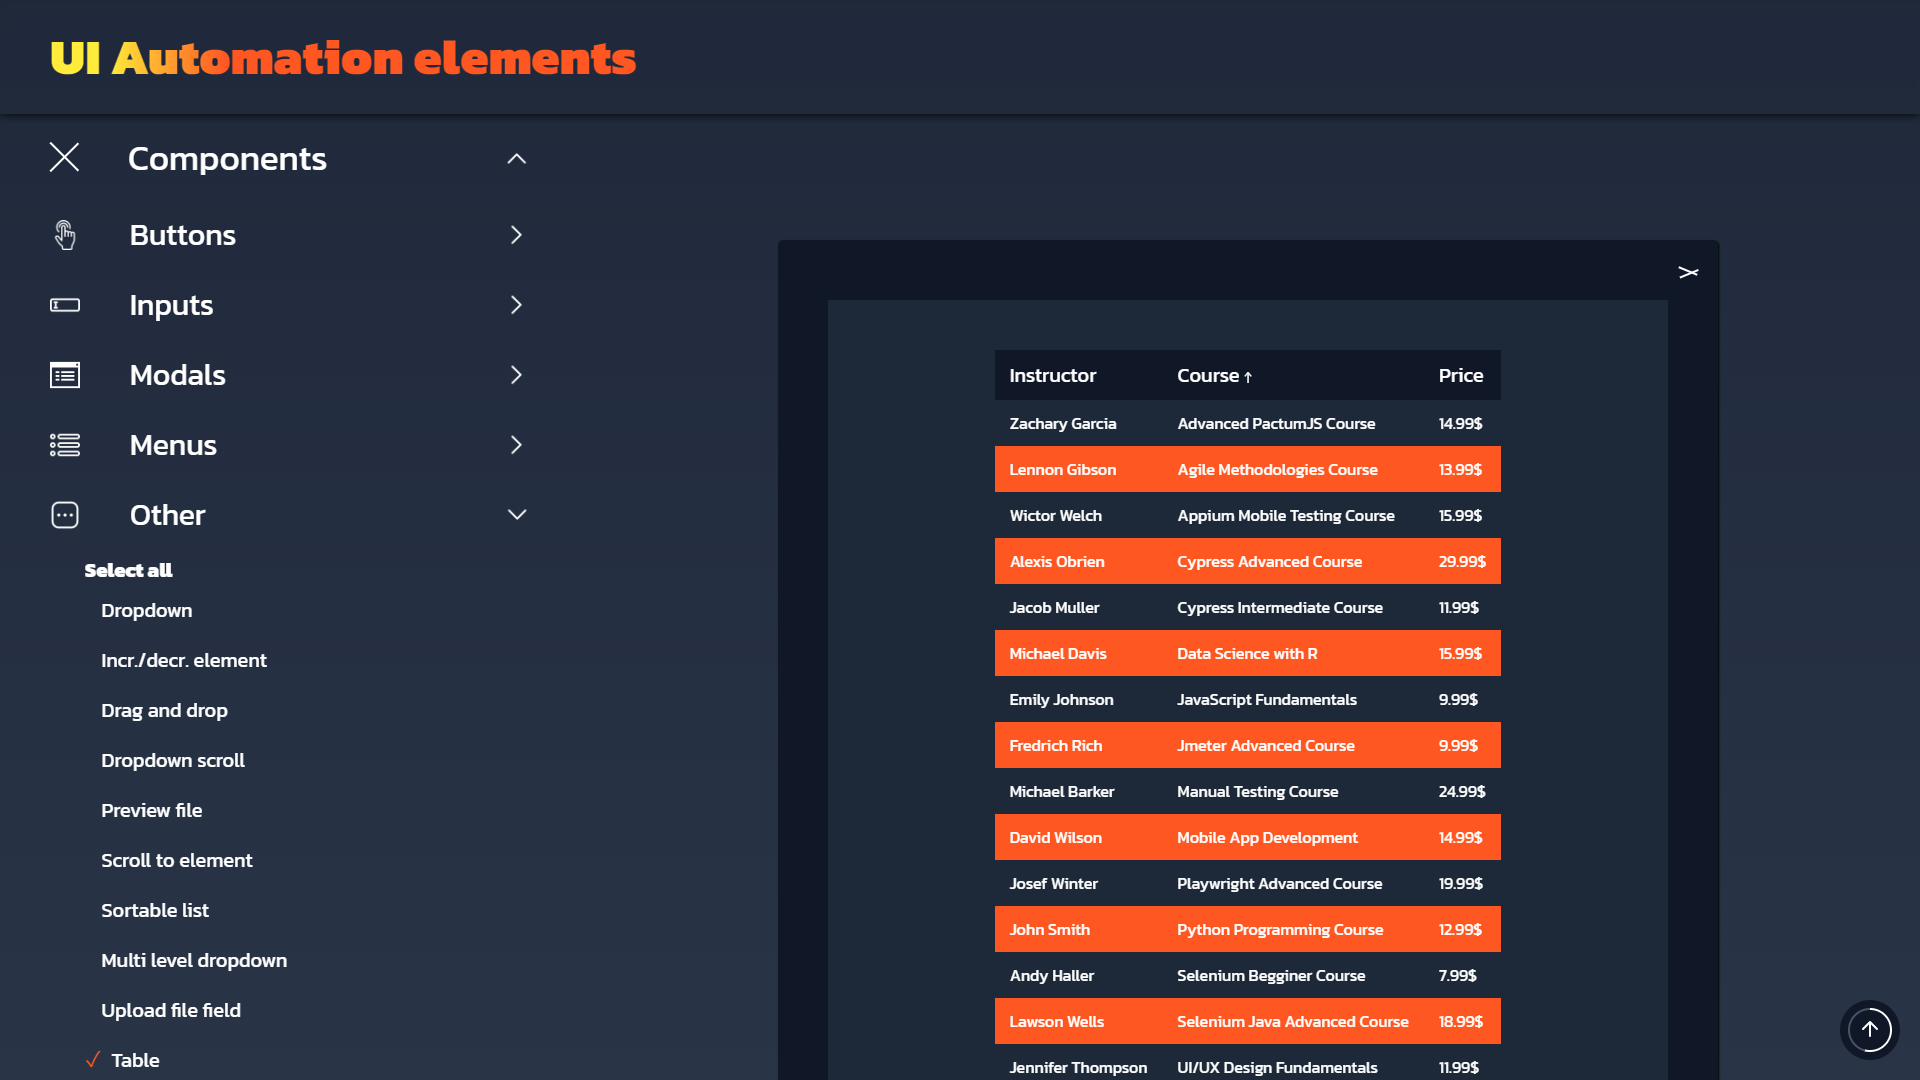 UI Automation elements
Components
Buttons
Inputs
Modals
Menus
Other
Select all
Dropdown
Incr./decr. element
Drag and drop
Dropdown scroll
Preview file
Scroll to element
Sortable list
Multi level dropdown
Upload file field
✓ Table
Instructor Course ↑ Price
Zachary Garcia Advanced PactumJS Course 14.99$
Lennon Gibson Agile Methodologies Course 13.99$
Wictor Welch Appium Mobile Testing Course 15.99$
Alexis Obrien Cypress Advanced Course 29.99$
Jacob Muller Cypress Intermediate Course 11.99$
Michael Davis Data Science with R 15.99$
Emily Johnson JavaScript Fundamentals 9.99$
Fredrich Rich Jmeter Advanced Course 9.99$
Michael Barker Manual Testing Course 24.99$
David Wilson Mobile App Development 14.99$
Josef Winter Playwright Advanced Course 19.99$
John Smith Python Programming Course 12.99$
Andy Haller Selenium Begginer Course 7.99$
Lawson Wells Selenium Java Advanced Course 18.99$
Jennifer Thompson UI/UX Design Fundamentals 11.99$